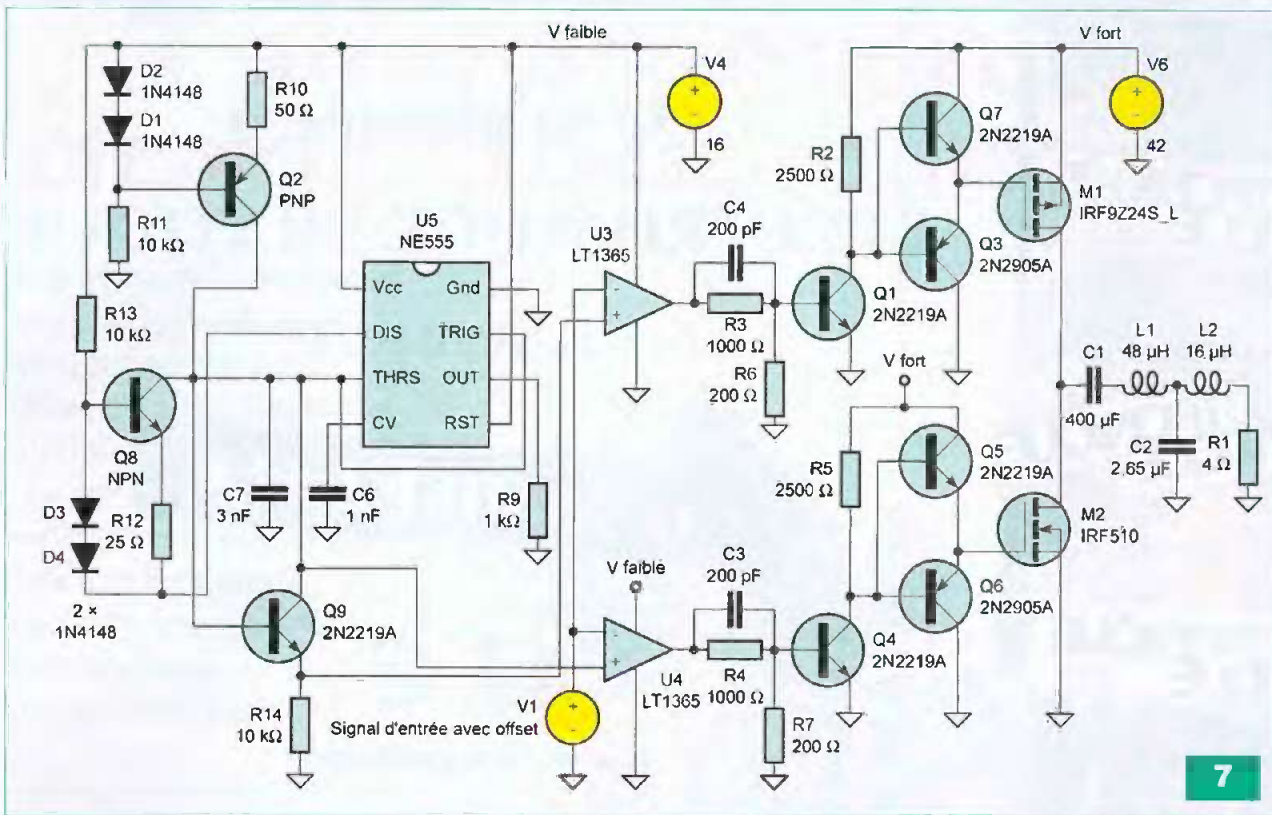 V faible
V fort
D2
1N4148
D1
1N4148
R10
50 Ω
V4
16
Q2
PNP
R11
10 kΩ
R13
10 kΩ
U5
NE555
Vcc
Gnd
DIS
TRIG
THRS
OUT
CV
RST
Q8
NPN
D3
D4
2 ×
1N4148
R12
25 Ω
C7
3 nF
C6
1 nF
R9
1 kΩ
Q9
2N2219A
R14
10 kΩ
U3
LT1365
C4
200 pF
R3
1000 Ω
R6
200 Ω
Q1
2N2219A
R2
2500 Ω
Q7
2N2219A
Q3
2N2905A
V6
42
M1
IRF9Z24S_L
V fort
R5
2500 Ω
Q5
2N2219A
Q6
2N2905A
M2
IRF510
C1
400 µF
L1
48 µH
L2
16 µH
C2
2.65 µF
R1
4 Ω
V faible
C3
200 pF
U4
LT1365
R4
1000 Ω
R7
200 Ω
Q4
2N2219A
V1
Signal d'entrée avec offset
7